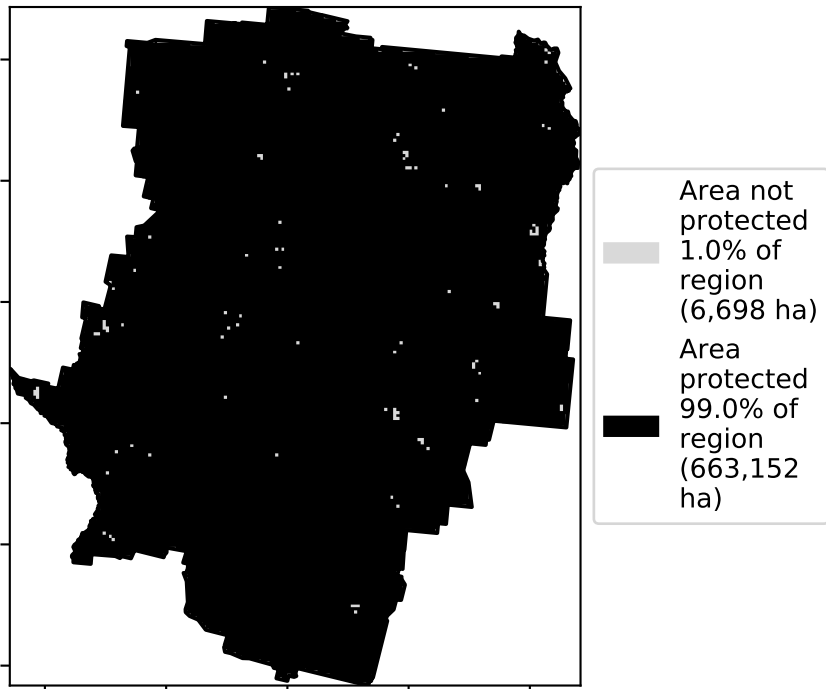 Area not
protected
1.0% of
region
(6,698 ha)
Area
protected
99.0% of
region
(663,152
ha)